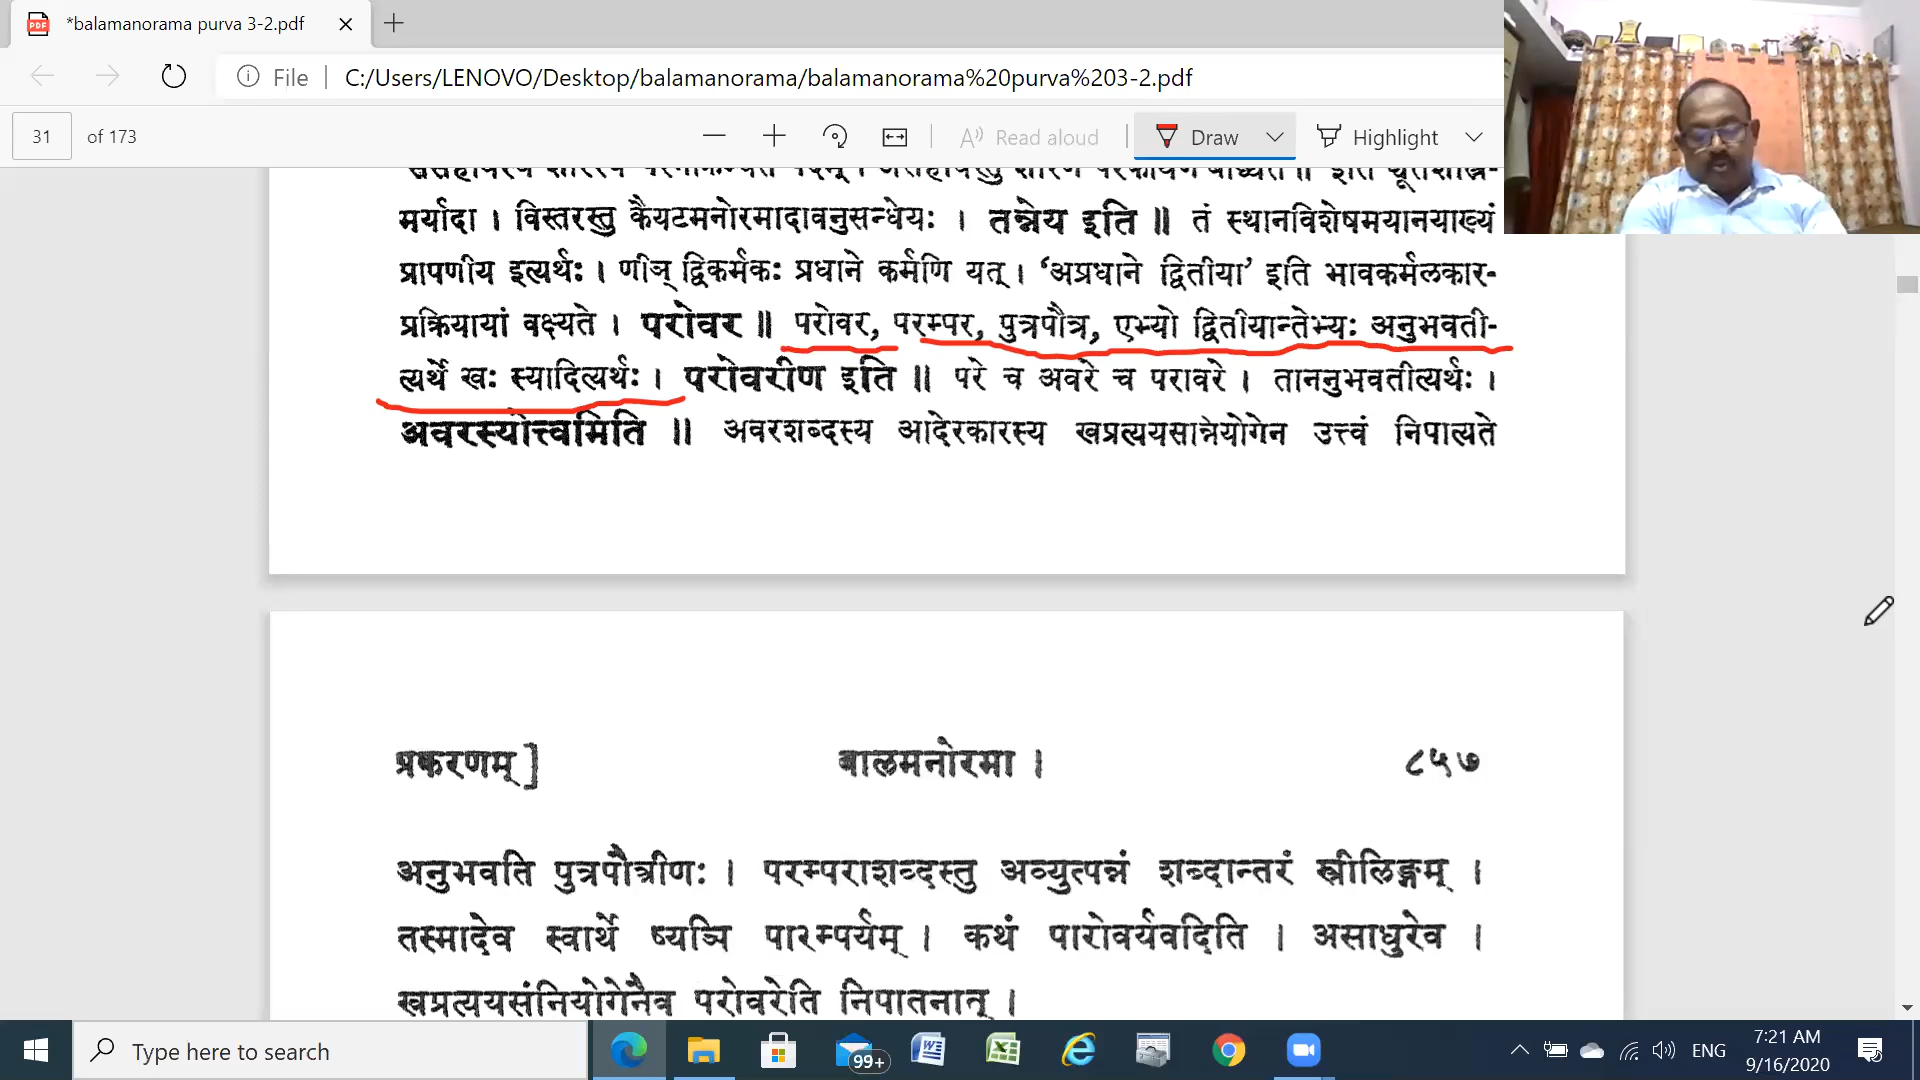 *balamanorama purva 3-2.pdf
File | C:/Users/LENOVO/Desktop/balamanorama/balamanorama%20purva%203-2.pdf
31 of 173
Read aloud
Draw
Highlight
मर्यादा । विस्तरस्तु कैयटमनोरमादावनुसन्धेयः । तन्नेय इति ॥ तं स्थानविशेषमयानयाख्यं
प्रापणीय इत्यर्थः । णीञ् द्विकर्मकः प्रधाने कर्मणि यत् । ‘अप्रधाने द्वितीया’ इति भावकर्मलकार-
प्रक्रियायां वक्ष्यते । परोवर ॥ परोवर, परम्पर, पुत्रपौत्र, एभ्यो द्वितीयान्तेभ्यः अनुभवती-
त्यर्थे खः स्यादित्यर्थः । परोवरीण इति ॥ परे च अवरे च परावरे । ताननुभवतीत्यर्थः ।
अवरस्योत्त्वमिति ॥ अवरशब्दस्य आदेरकारस्य खप्रत्ययसन्नियोगेन उत्त्वं निपात्यते
प्रकरणम्] बालमनोरमा । ८५७
अनुभवति पुत्रपौत्रीणः । परम्पराशब्दस्तु अव्युत्पन्नं शब्दान्तरं स्त्रीलिङ्गम् ।
तस्मादेव स्वार्थे ष्यञि पारम्पर्यम् । कथं पारोवर्यवदिति । असाधुरेव ।
खप्रत्ययसंनियोगेनैव परोवरेति निपातनात् ।
Type here to search
99+
ENG
7:21 AM
9/16/2020